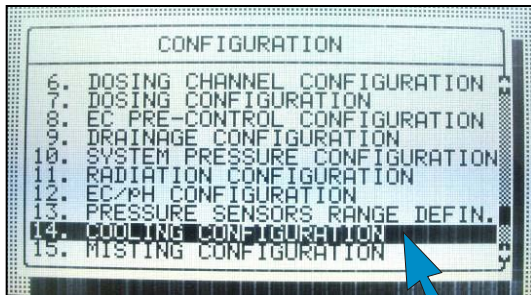 CONFIGURATION
6. DOSING CHANNEL CONFIGURATION
7. DOSING CONFIGURATION
8. EC PRE-CONTROL CONFIGURATION
9. DRAINAGE CONFIGURATION
10. SYSTEM PRESSURE CONFIGURATION
11. RADIATION CONFIGURATION
12. EC/pH CONFIGURATION
13. PRESSURE SENSORS RANGE DEFIN.
14. COOLING CONFIGURATION
15. MISTING CONFIGURATION